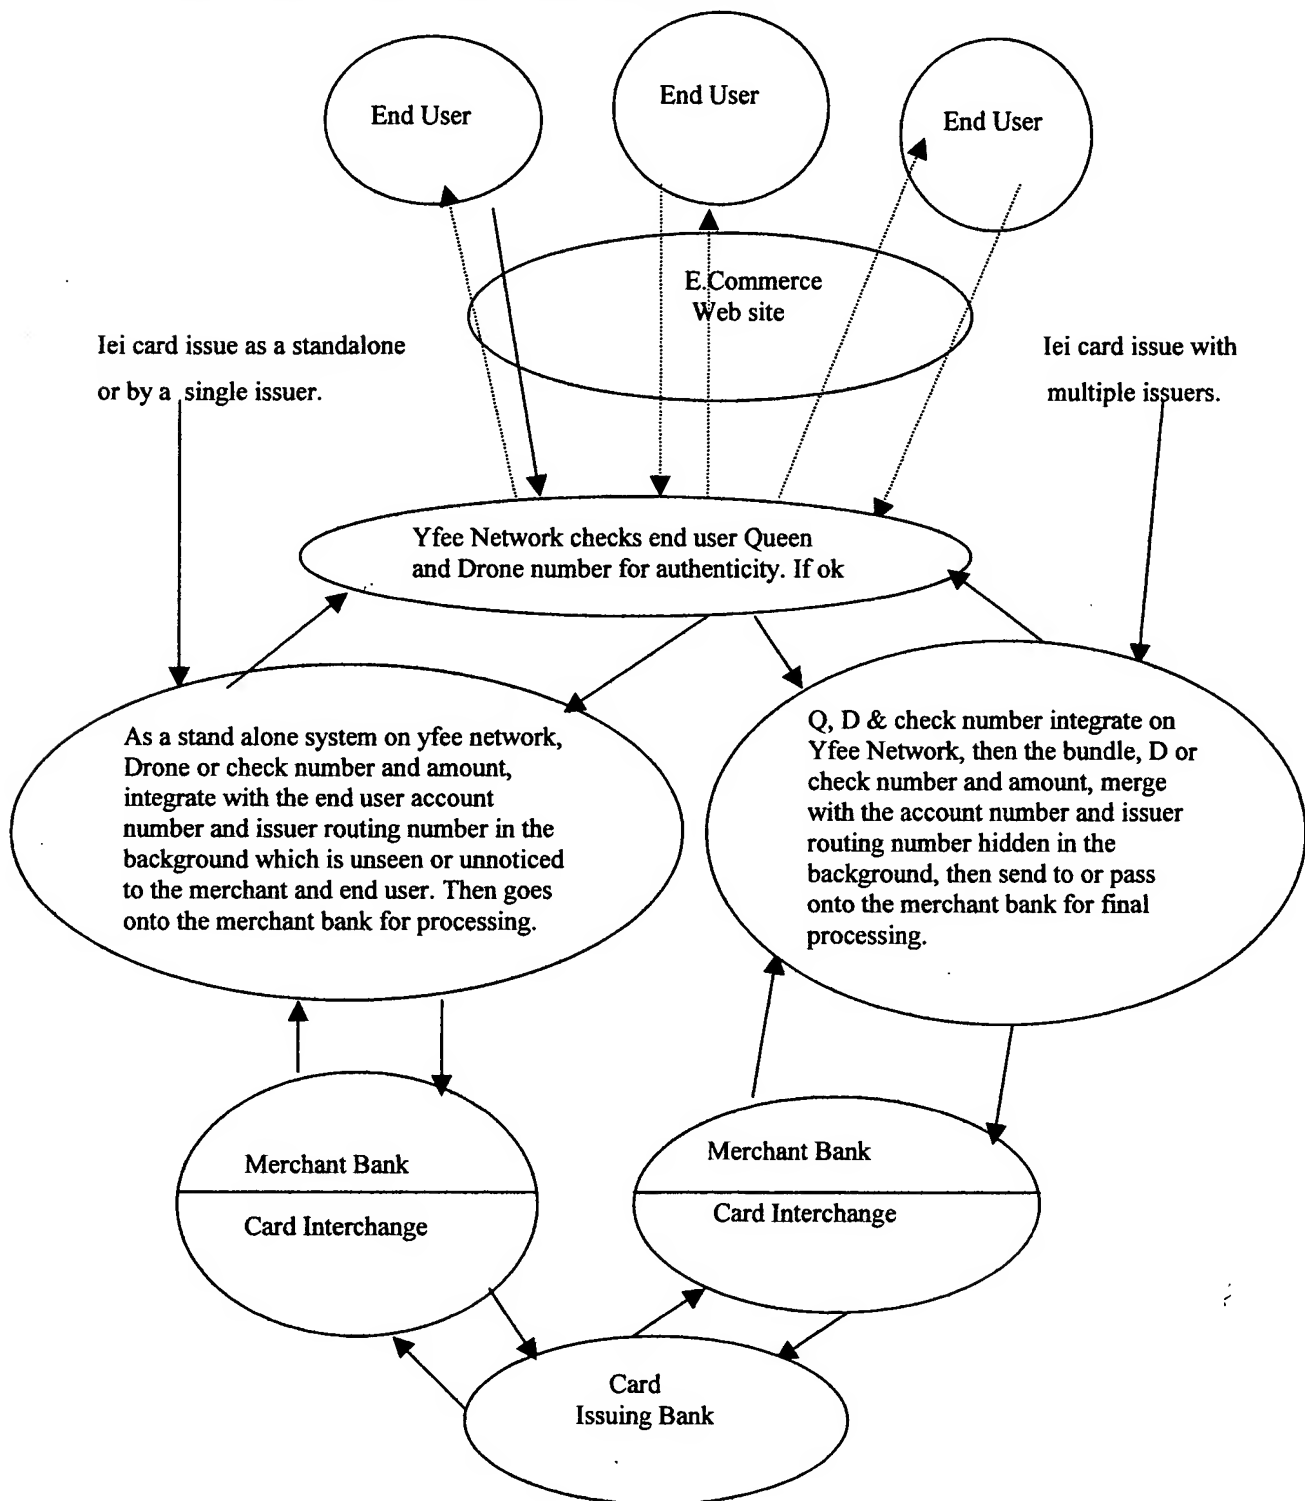 End User
End User
End User
E.Commerce
Web site
Iei card issue as a standalone
or by a single issuer.
Iei card issue with
multiple issuers.
Yfee Network checks end user Queen
and Drone number for authenticity. If ok
As a stand alone system on yfee network,
Drone or check number and amount,
integrate with the end user account
number and issuer routing number in the
background which is unseen or unnoticed
to the merchant and end user. Then goes
onto the merchant bank for processing.
Q, D & check number integrate on
Yfee Network, then the bundle, D or
check number and amount, merge
with the account number and issuer
routing number hidden in the
background, then send to or pass
onto the merchant bank for final
processing.
Merchant Bank
Card Interchange
Merchant Bank
Card Interchange
Card
Issuing Bank